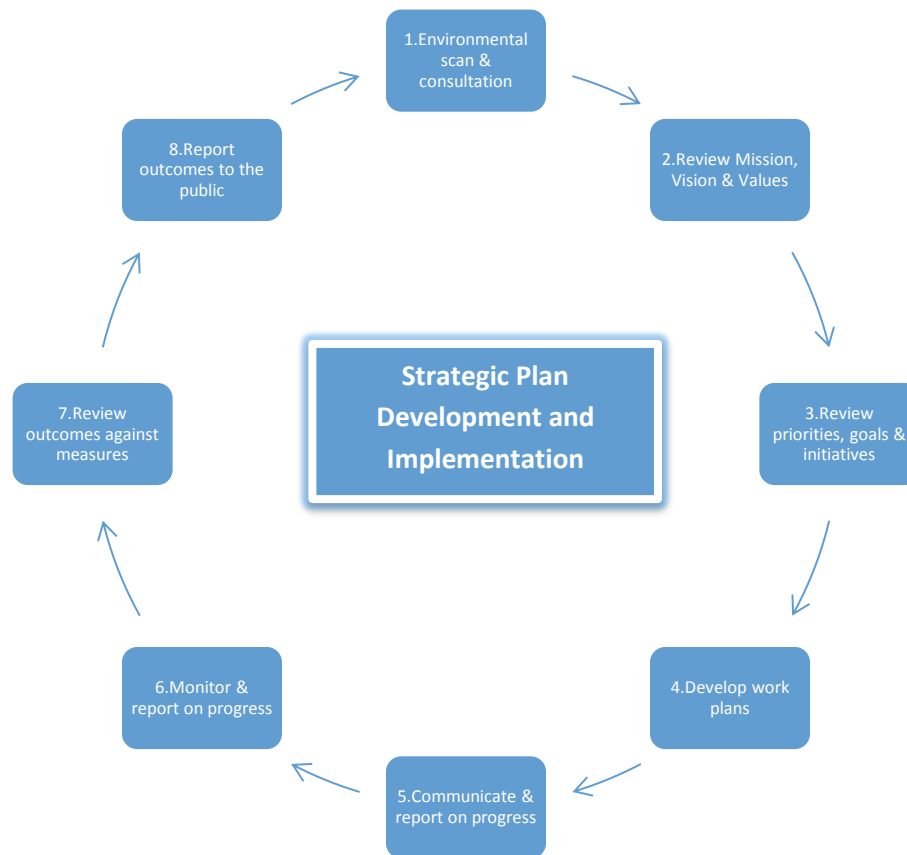 1.Environmental
scan &
consultation
2.Review Mission,
Vision & Values
3.Review
priorities, goals &
initiatives
4.Develop work
plans
5.Communicate &
report on progress
6.Monitor &
report on progress
7.Review
outcomes against
measures
8.Report
outcomes to the
public
Strategic Plan
Development and
Implementation